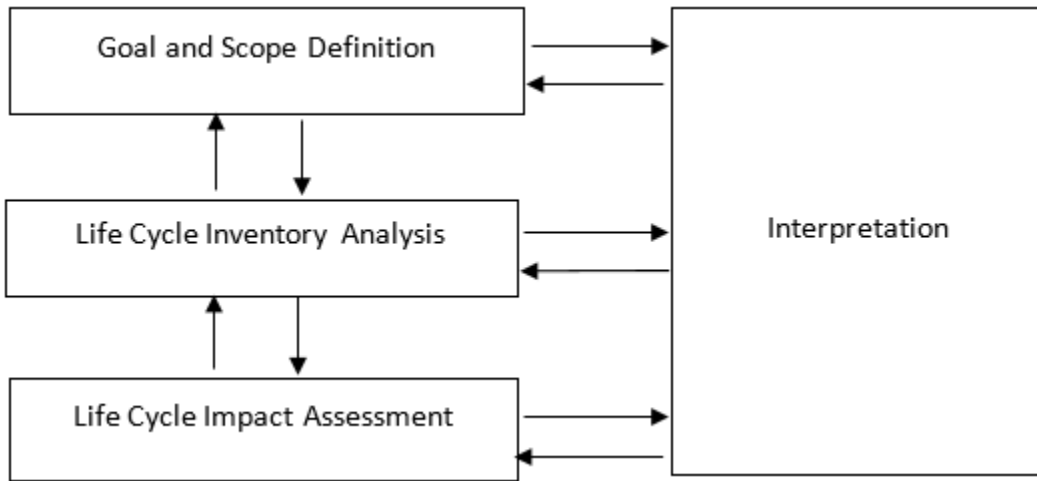 Goal and Scope Definition
Life Cycle Inventory Analysis
Interpretation
Life Cycle Impact Assessment